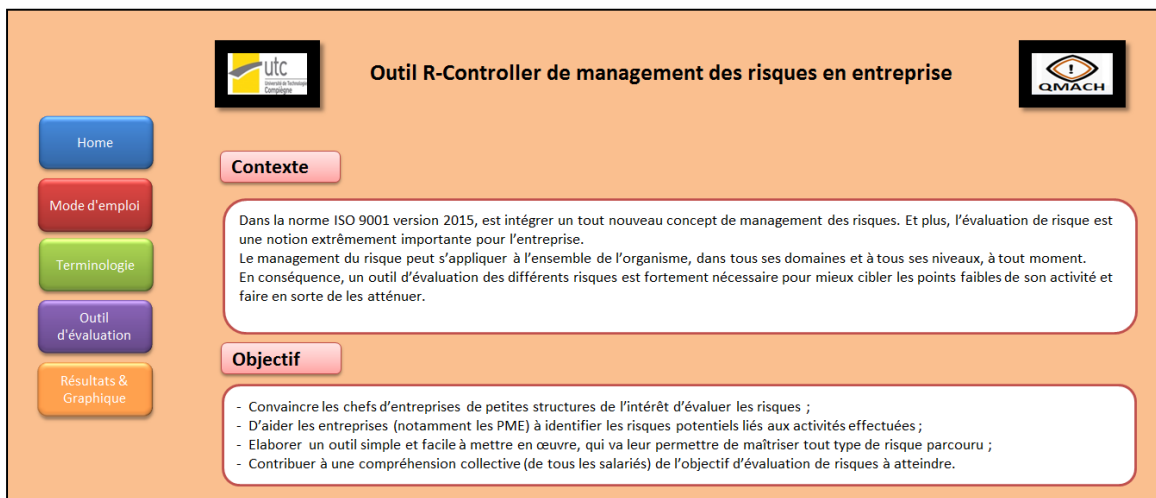 utc
Université de Technologie
Compiègne
Outil R-Controller de management des risques en entreprise
!
QMACH
Home
Mode d'emploi
Terminologie
Outil
d'évaluation
Résultats &
Graphique
Contexte
Dans la norme ISO 9001 version 2015, est intégrer un tout nouveau concept de management des risques. Et plus, l'évaluation de risque est
une notion extrêmement importante pour l'entreprise.
Le management du risque peut s'appliquer à l'ensemble de l'organisme, dans tous ses domaines et à tous ses niveaux, à tout moment.
En conséquence, un outil d'évaluation des différents risques est fortement nécessaire pour mieux cibler les points faibles de son activité et
faire en sorte de les atténuer.
Objectif
- Convaincre les chefs d'entreprises de petites structures de l'intérêt d'évaluer les risques ;
- D'aider les entreprises (notamment les PME) à identifier les risques potentiels liés aux activités effectuées ;
- Elaborer un outil simple et facile à mettre en œuvre, qui va leur permettre de maîtriser tout type de risque parcouru ;
- Contribuer à une compréhension collective (de tous les salariés) de l'objectif d'évaluation de risques à atteindre.